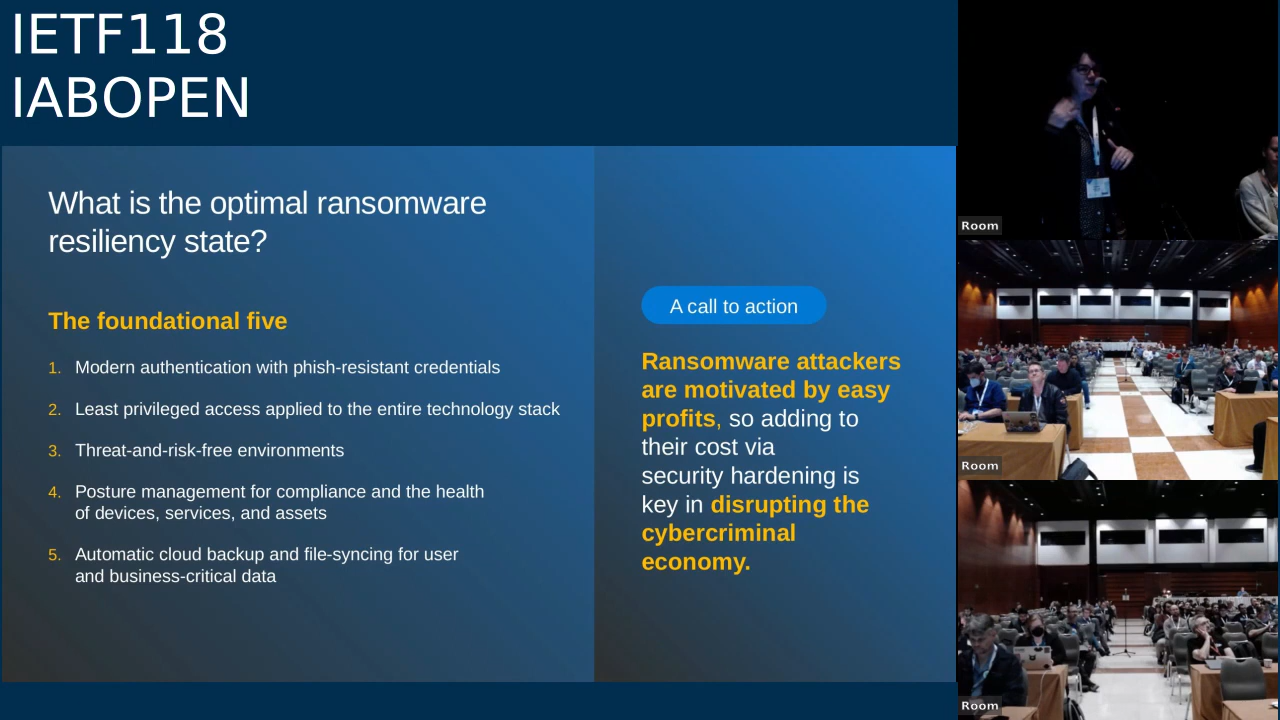 IETF118
IABOPEN
What is the optimal ransomware
resiliency state?
The foundational five
1. Modern authentication with phish-resistant credentials
2. Least privileged access applied to the entire technology stack
3. Threat-and-risk-free environments
4. Posture management for compliance and the health
of devices, services, and assets
5. Automatic cloud backup and file-syncing for user
and business-critical data
A call to action
Ransomware attackers
are motivated by easy
profits, so adding to
their cost via
security hardening is
key in disrupting the
cybercriminal
economy.
Room
Room
Room